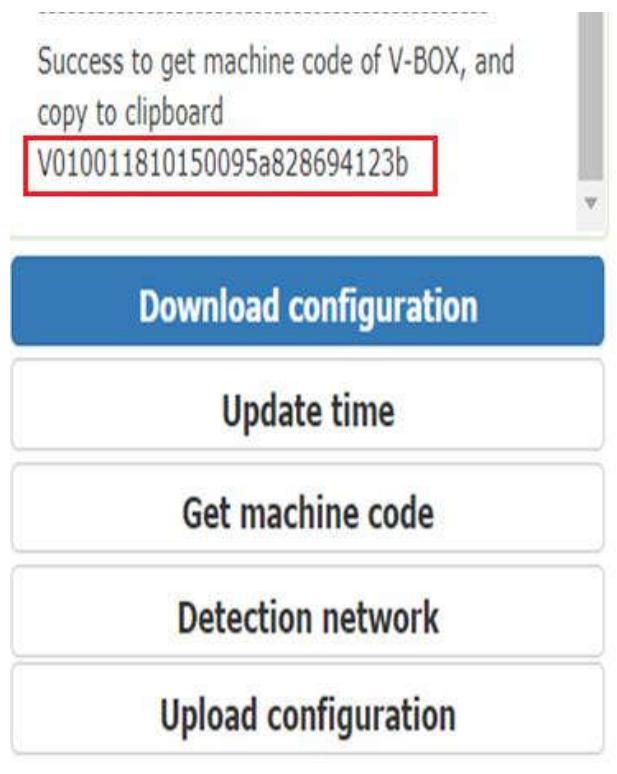 Success to get machine code of V-BOX, and
copy to clipboard
V010011810150095a828694123b
Download configuration
Update time
Get machine code
Detection network
Upload configuration